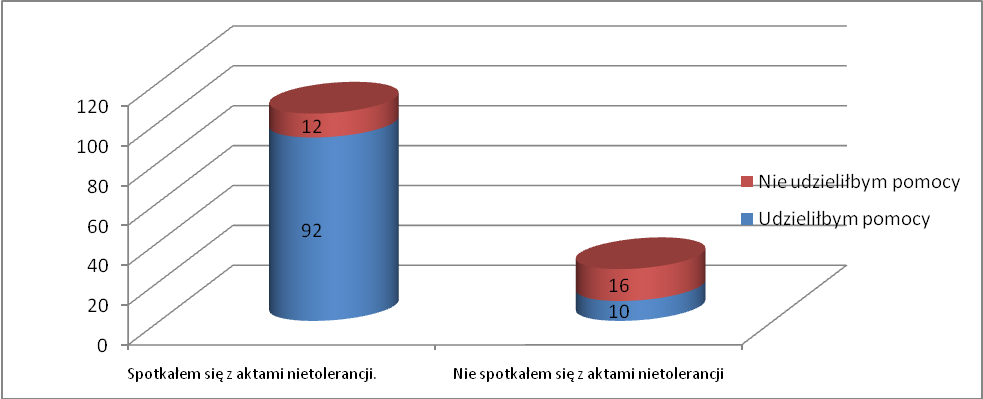 120
100
80
60
40
20
0
12
92
16
10
Nie udzieliłbym pomocy
Udzieliłbym pomocy
Spotkałem się z aktami nietolerancji.
Nie spotkałem się z aktami nietolerancji